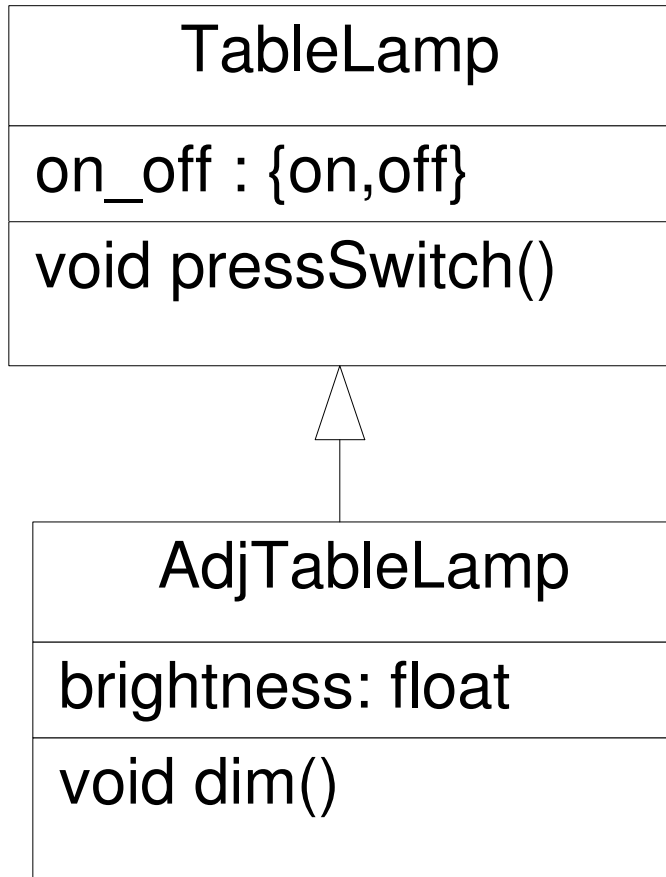 TableLamp
on_off : {on,off}
void pressSwitch()
AdjTableLamp
brightness: float
void dim()